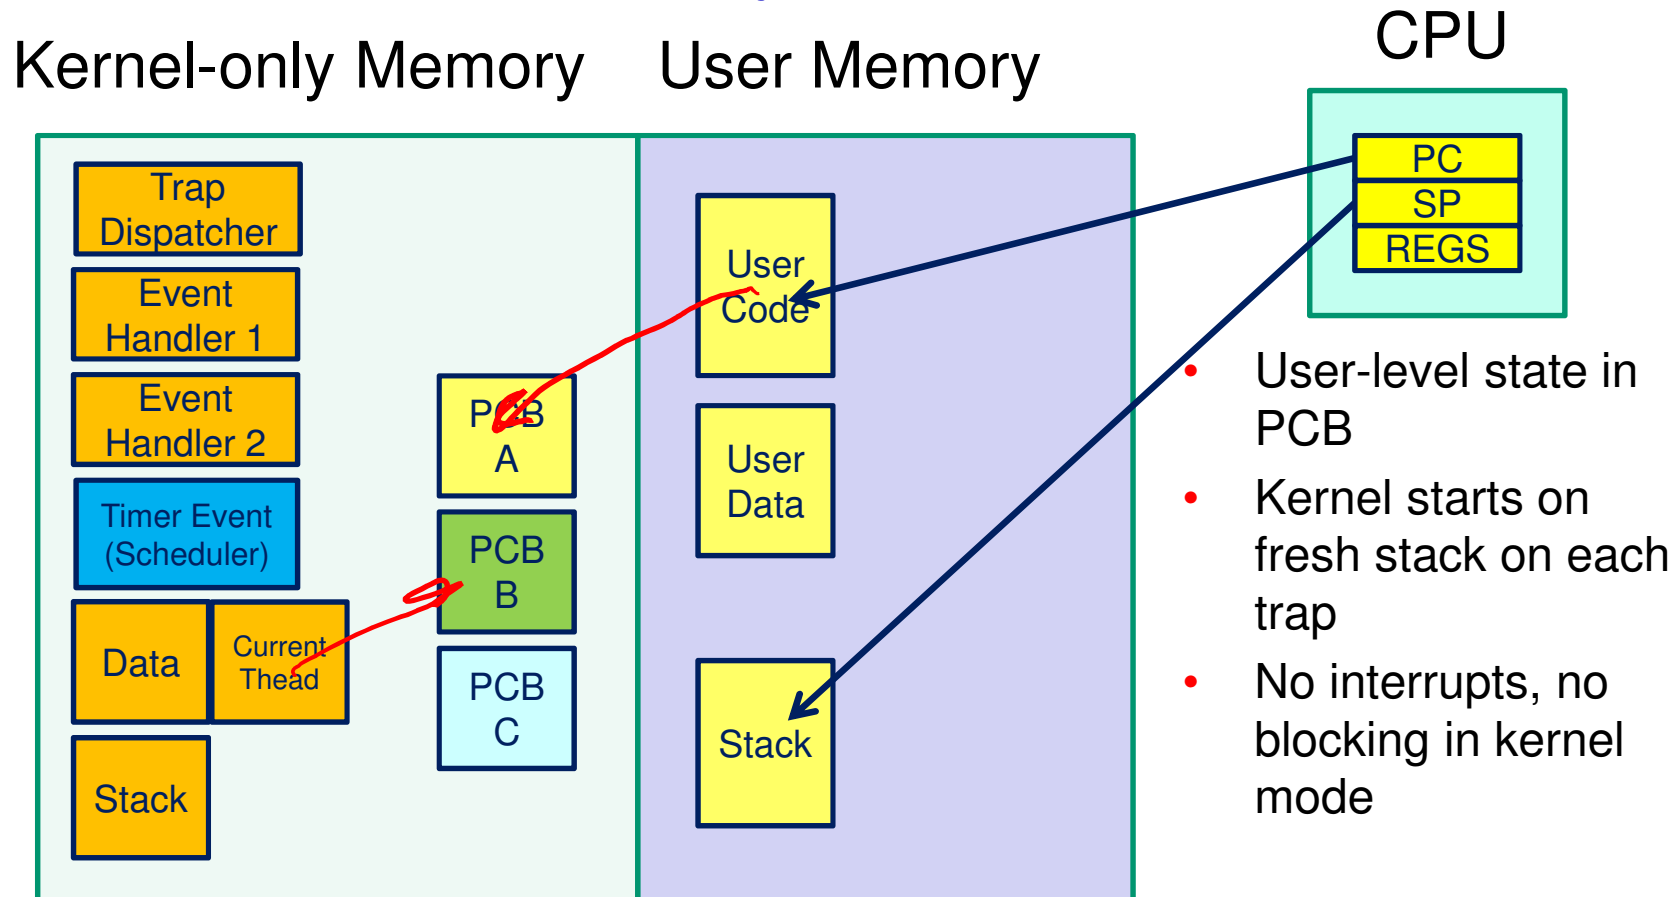 Kernel-only Memory
User Memory
CPU
Trap
Dispatcher
Event
Handler 1
Event
Handler 2
Timer Event
(Scheduler)
Data
Current
Thead
Stack
PCB
A
PCB
B
PCB
C
User
Code
User
Data
Stack
PC
SP
REGS
• User-level state in
PCB
• Kernel starts on
fresh stack on each
trap
• No interrupts, no
blocking in kernel
mode